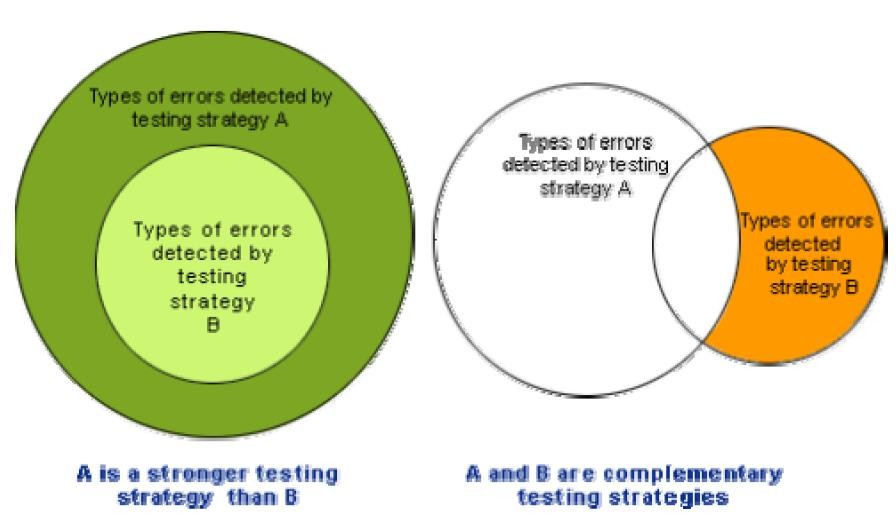 Types of errors detected by
testing strategy A
Types of errors
detected by
testing
strategy
B
A is a stronger testing
strategy than B
Types of errors
detected by testing
strategy A
Types of errors
detected
by testing
strategy B
A and B are complementary
testing strategies